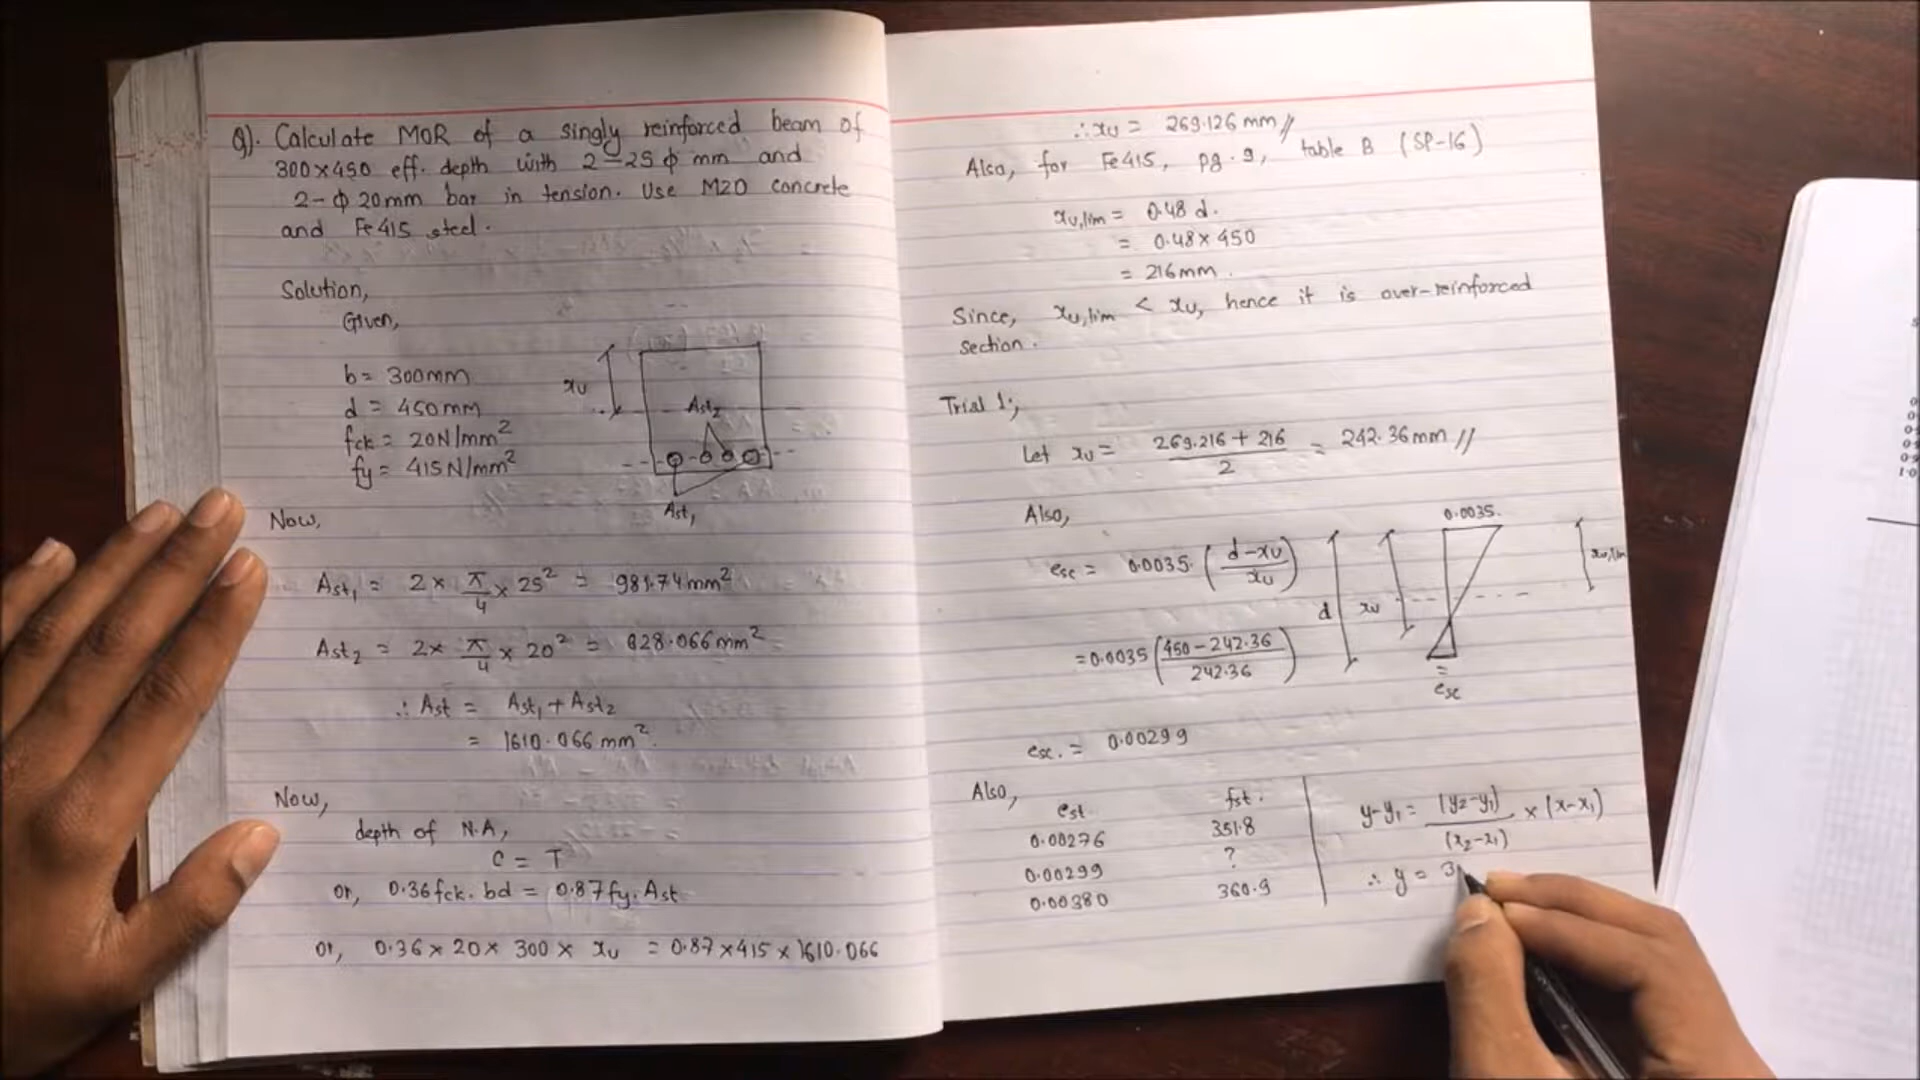 Q). Calculate MOR of a singly reinforced beam of
300×450 eff. depth with 2–25 ϕ mm and
2–ϕ 20mm bar in tension. Use M20 concrete
and Fe415 steel.
Solution,
Given,
b = 300mm
d = 450mm
fck = 20N/mm²
fy = 415N/mm²
xu
Ast₂
Ast₁
Now,
Ast₁ = 2× π/4 × 25² = 981.74mm²
Ast₂ = 2× π/4 × 20² = 628.066mm²
∴ Ast = Ast₁ + Ast₂
= 1610.066 mm².
Now,
depth of N.A,
C = T
or, 0.36fck. bd = 0.87fy. Ast
or, 0.36 × 20 × 300 × xu = 0.87 × 415 × 1610.066
∴ xu = 269.126 mm //
Also, for Fe415, pg. 9, table B (SP-16)
xu,lim = 0.48 d.
= 0.48 × 450
= 216mm.
Since, xu,lim < xu, hence it is over-reinforced
section.
Trial 1;
Let xu = (269.216 + 216)/2 = 242.36mm //
Also,
esc = 0.0035. ((d-xu)/xu)
= 0.0035 ((450-242.36)/242.36)
0.0035.
d
xu
xu,lim
esc
esc. = 0.00299
Also,
est fst.
0.00276 351.8
0.00299 ?
0.00380 360.9
y-y₁ = (y₂-y₁)/(x₂-x₁) × (x-x₁)
∴ y = 3